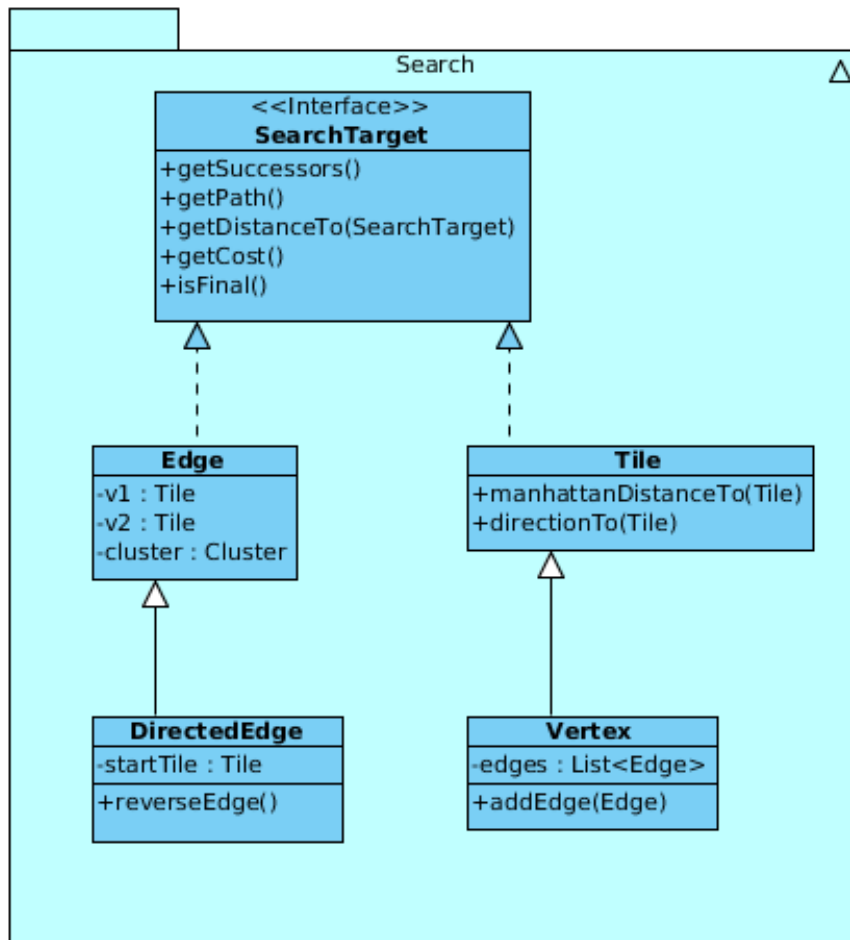 Search
<<Interface>>
SearchTarget
+getSuccessors()
+getPath()
+getDistanceTo(SearchTarget)
+getCost()
+isFinal()
Edge
-v1 : Tile
-v2 : Tile
-cluster : Cluster
Tile
+manhattanDistanceTo(Tile)
+directionTo(Tile)
DirectedEdge
-startTile : Tile
+reverseEdge()
Vertex
-edges : List<Edge>
+addEdge(Edge)